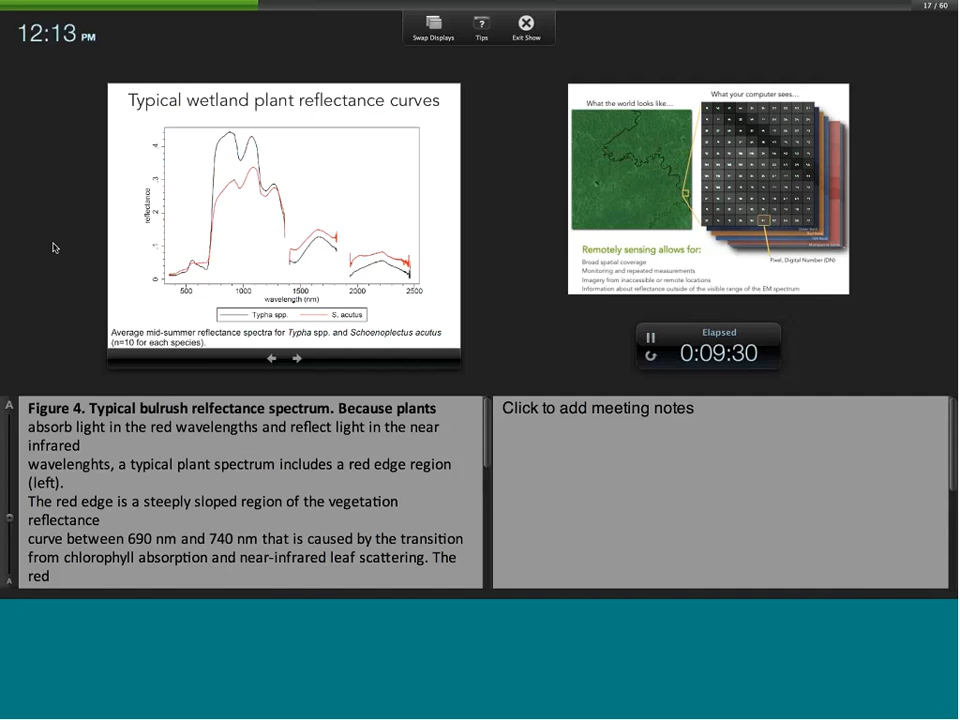 17 / 60
12:13 PM
Swap Displays
Tips
Exit Show
Typical wetland plant reflectance curves
reflectance
0
.1
.2
.3
.4
500
1000
1500
2000
2500
wavelength (nm)
Typha spp.
S. acutus
Average mid-summer reflectance spectra for Typha spp. and Schoenoplectus acutus
(n=10 for each species).
What the world looks like...
What your computer sees...
Pixel, Digital Number (DN)
Remotely sensing allows for:
Broad spatial coverage
Monitoring and repeated measurements
Imagery from inaccessible or remote locations
Information about reflectance outside of the visible range of the EM spectrum
Elapsed
0:09:30
A
A
Figure 4. Typical bulrush relfectance spectrum. Because plants
absorb light in the red wavelengths and reflect light in the near
infrared
wavelenghts, a typical plant spectrum includes a red edge region
(left).
The red edge is a steeply sloped region of the vegetation
reflectance
curve between 690 nm and 740 nm that is caused by the transition
from chlorophyll absorption and near-infrared leaf scattering. The
red
Click to add meeting notes